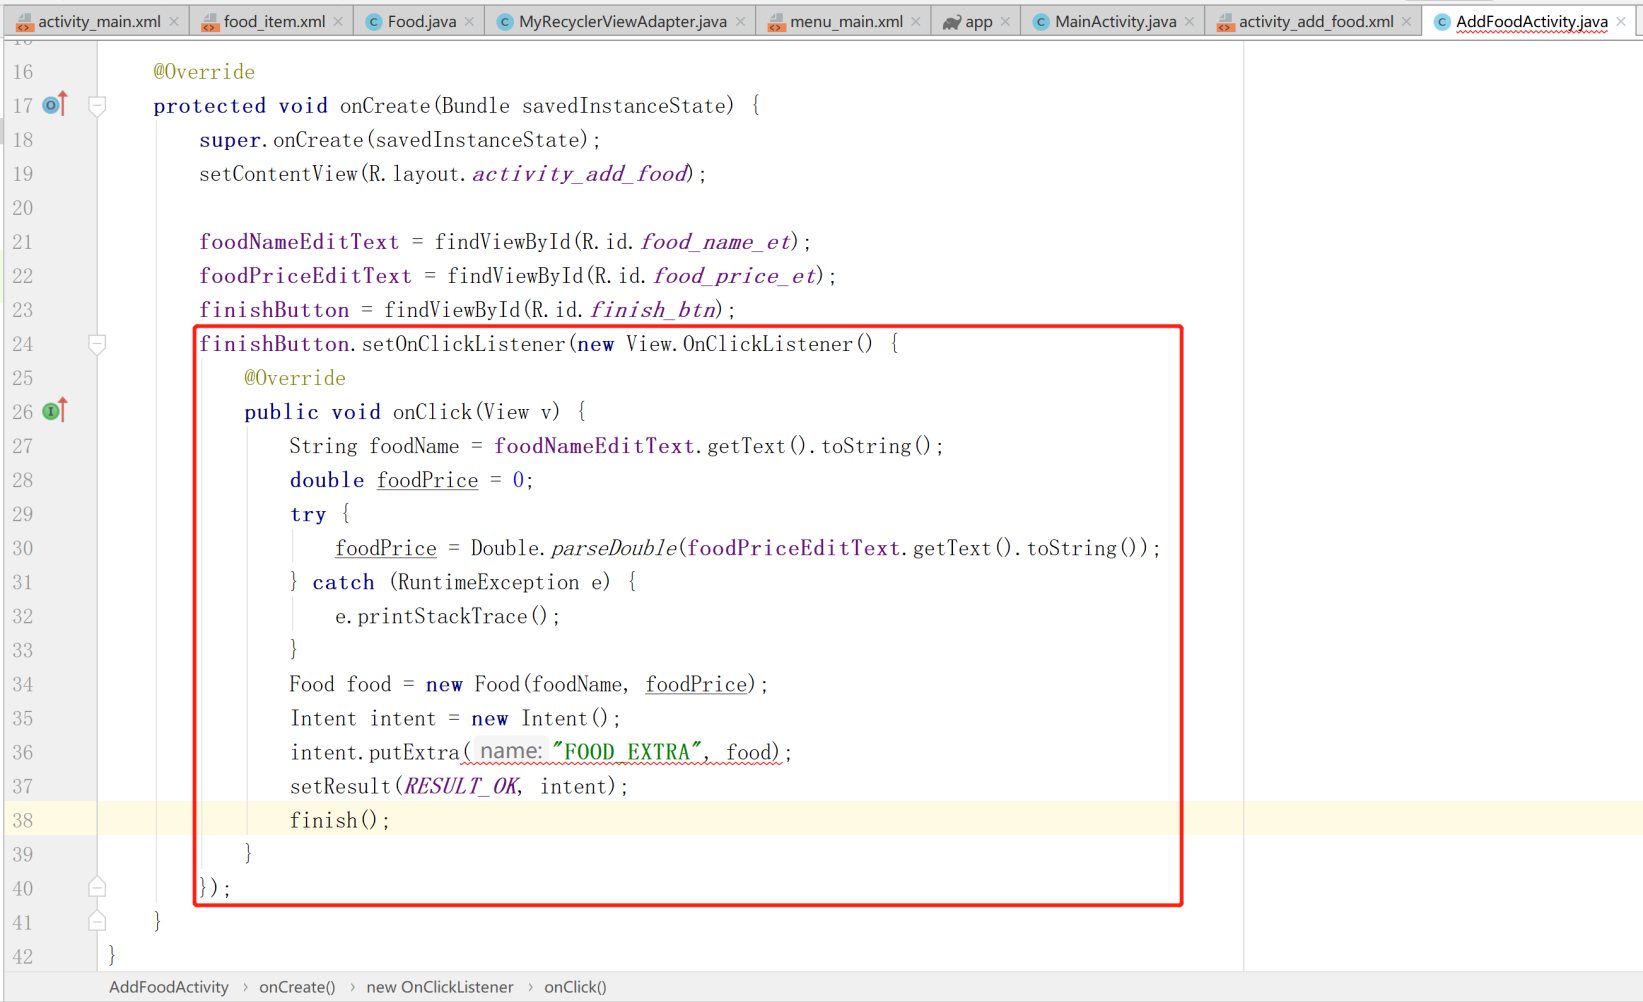 activity_main.xml food_item.xml Food.java MyRecyclerViewAdapter.java menu_main.xml app MainActivity.java activity_add_food.xml AddFoodActivity.java
16 @Override
17 protected void onCreate(Bundle savedInstanceState) {
18 super.onCreate(savedInstanceState);
19 setContentView(R.layout.activity_add_food);
20
21 foodNameEditText = findViewById(R.id.food_name_et);
22 foodPriceEditText = findViewById(R.id.food_price_et);
23 finishButton = findViewById(R.id.finish_btn);
24 finishButton.setOnClickListener(new View.OnClickListener() {
25 @Override
26 public void onClick(View v) {
27 String foodName = foodNameEditText.getText().toString();
28 double foodPrice = 0;
29 try {
30 foodPrice = Double.parseDouble(foodPriceEditText.getText().toString());
31 } catch (RuntimeException e) {
32 e.printStackTrace();
33 }
34 Food food = new Food(foodName, foodPrice);
35 Intent intent = new Intent();
36 intent.putExtra( name: "FOOD_EXTRA", food);
37 setResult(RESULT_OK, intent);
38 finish();
39 }
40 });
41 }
42 }
AddFoodActivity › onCreate() › new OnClickListener › onClick()